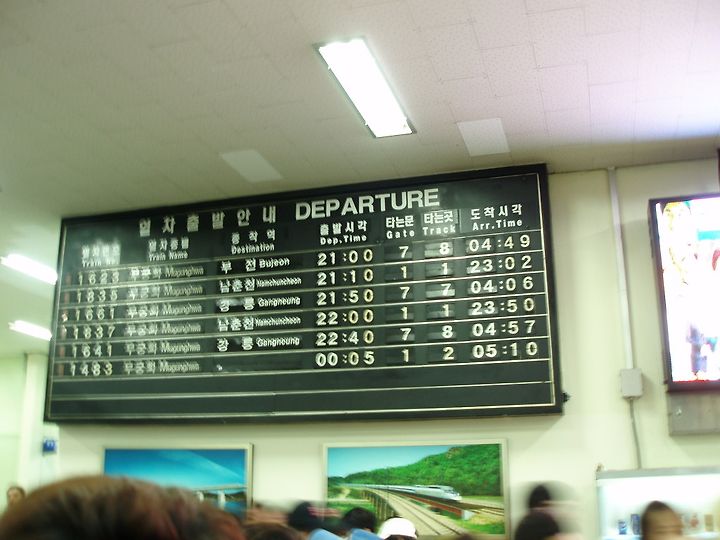 열차출발안내 DEPARTURE
열차번호 열차종별 종착역 출발시각 타는문 타는곳 도착시각
Train No Train Name Destination Dep.Time Gate Track Arr.Time
1623 무궁화 Mugunghwa 부전 Bujeon 21:00 7 8 04:49
1835 무궁화 Mugunghwa 남춘천 Namchuncheon 21:10 1 1 23:02
1661 무궁화 Mugunghwa 강릉 Gangneung 21:50 7 7 04:06
1837 무궁화 Mugunghwa 남춘천 Namchuncheon 22:00 1 1 23:50
1641 무궁화 Mugunghwa 강릉 Gangneung 22:40 7 8 04:57
1483 무궁화 Mugunghwa 00:05 1 2 05:10